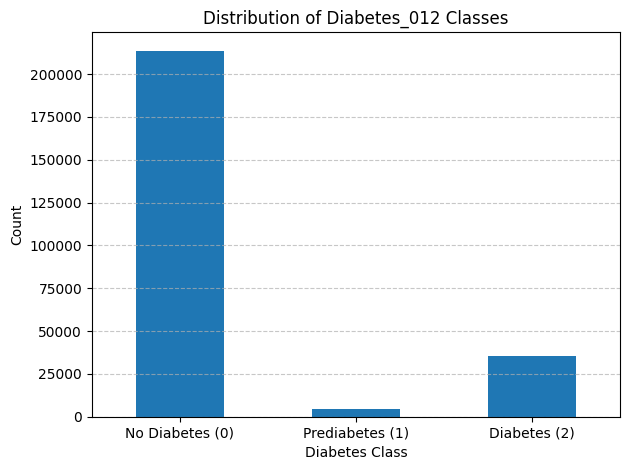 Distribution of Diabetes_012 Classes
200000
175000
150000
125000
100000
75000
50000
25000
0
Count
No Diabetes (0)
Prediabetes (1)
Diabetes (2)
Diabetes Class